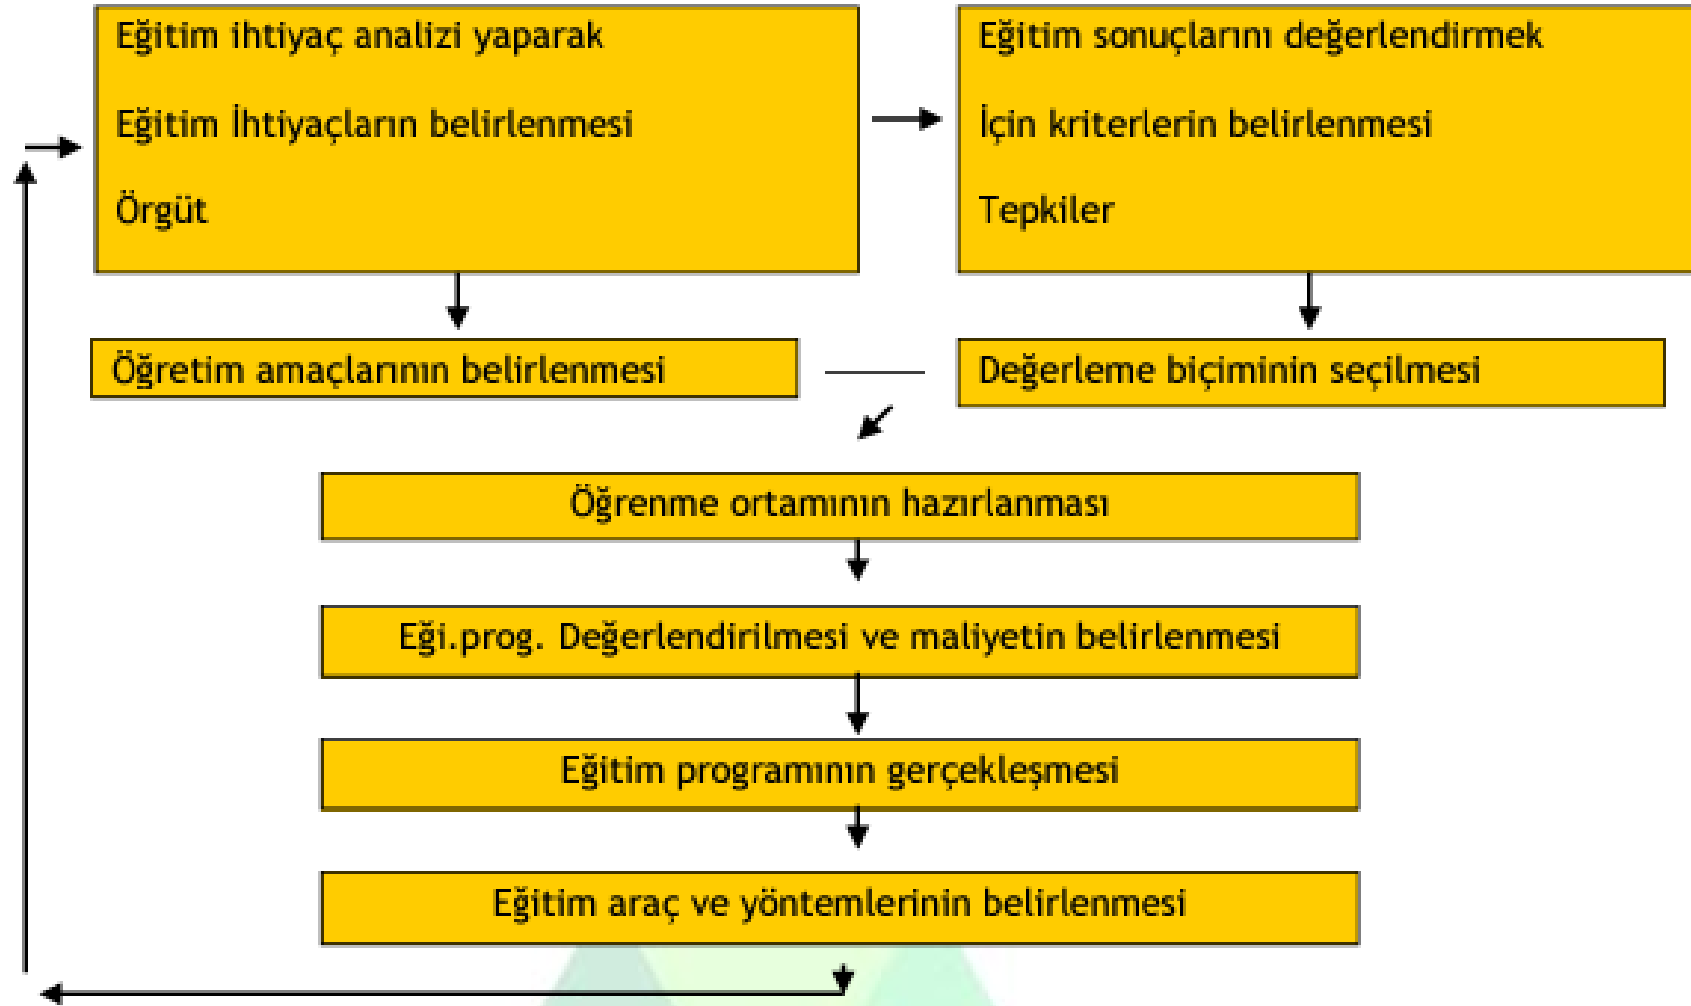 Eğitim ihtiyaç analizi yaparak
Eğitim İhtiyaçların belirlenmesi
Örgüt
Eğitim sonuçlarını değerlendirmek
İçin kriterlerin belirlenmesi
Tepkiler
Öğretim amaçlarının belirlenmesi
Değerleme biçiminin seçilmesi
Öğrenme ortamının hazırlanması
Eği.prog. Değerlendirilmesi ve maliyetin belirlenmesi
Eğitim programının gerçekleşmesi
Eğitim araç ve yöntemlerinin belirlenmesi